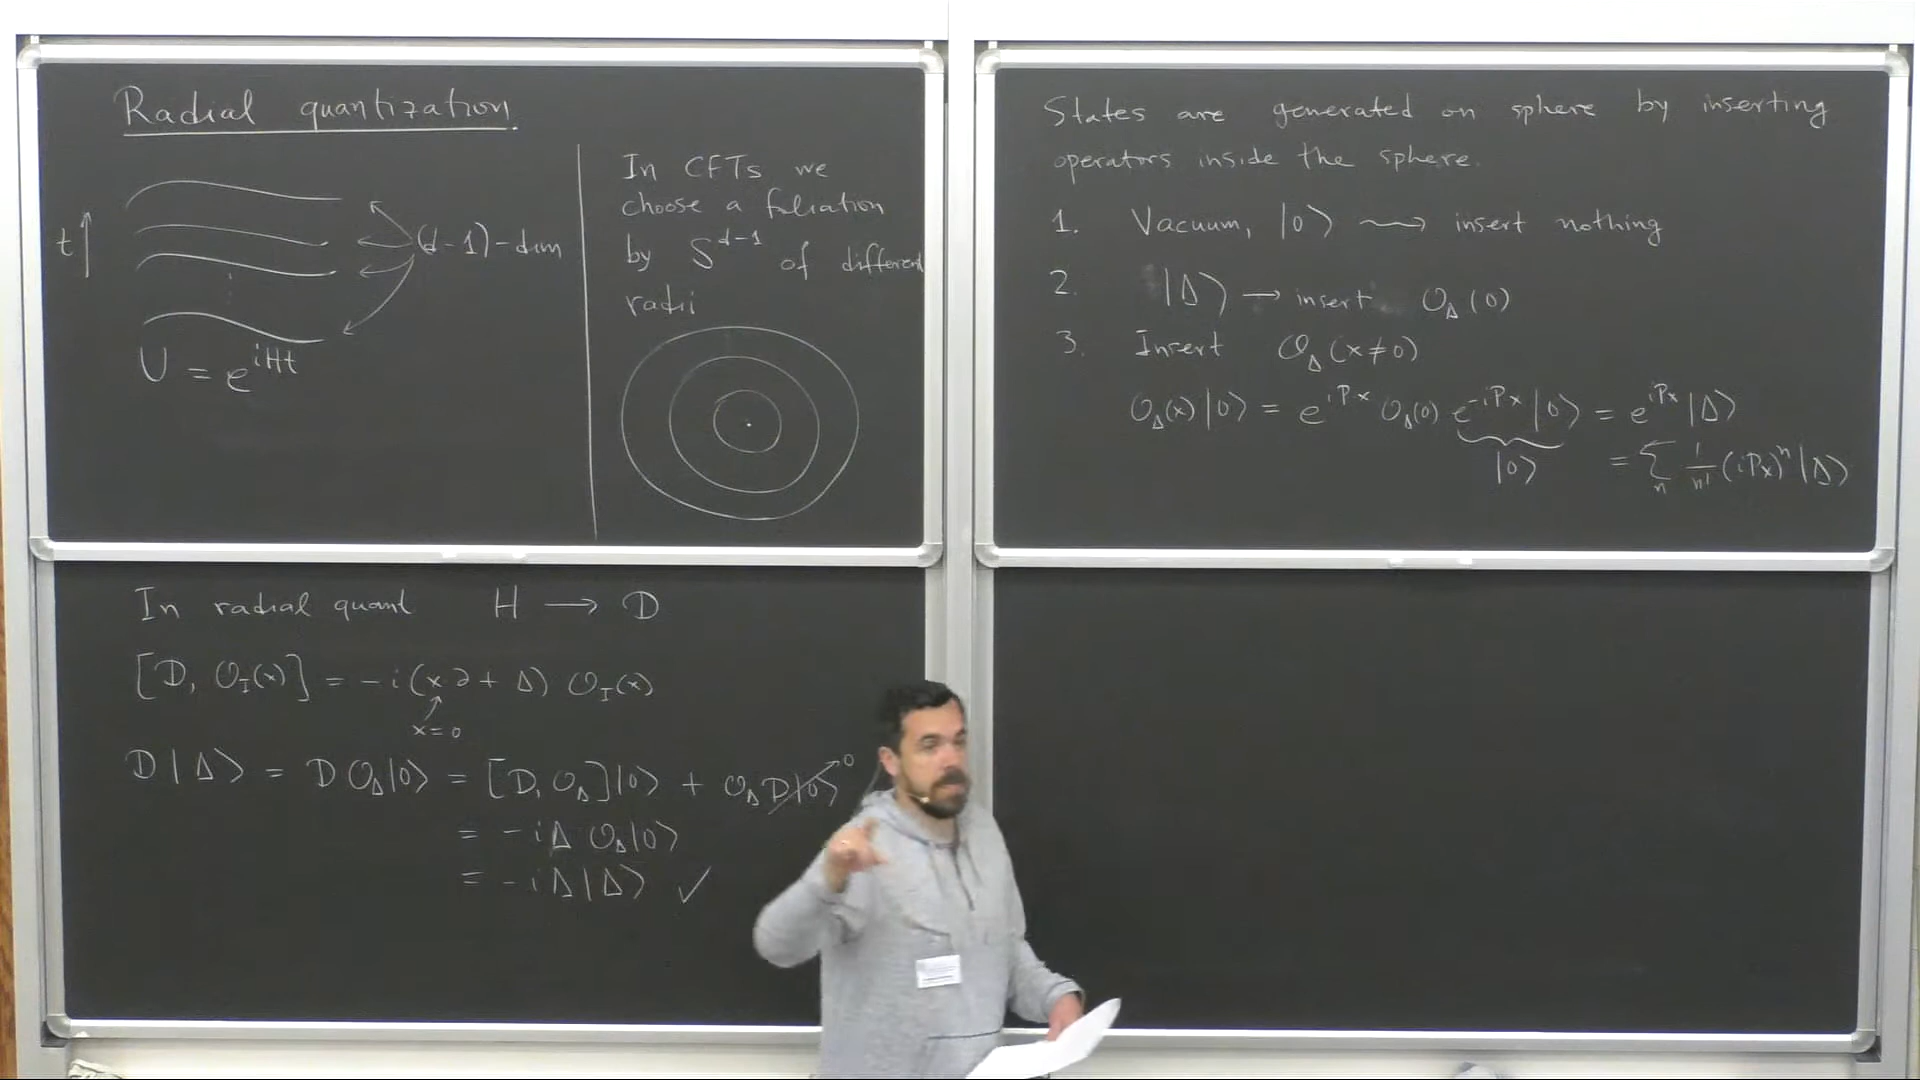 Radial quantization.
t
(d-1)-dim
U = e^{iHt}
In CFTs we
choose a foliation
by S^{d-1} of different
radii
In radial quant H → D
[D, O_I(x)] = -i(x∂ + Δ) O_I(x)
x=0
D|Δ⟩ = D O_Δ|0⟩ = [D, O_Δ]|0⟩ + O_Δ D|0⟩ 0
= -iΔ O_Δ|0⟩
= -iΔ|Δ⟩ ✓
States are generated on sphere by inserting
operators inside the sphere.
1. Vacuum, |0⟩ ⟿ insert nothing
2. |Δ⟩ → insert O_Δ(0)
3. Insert O_Δ(x≠0)
O_Δ(x)|0⟩ = e^{iPx} O_Δ(0) e^{-iPx}|0⟩ = e^{iPx}|Δ⟩
|0⟩
= Σ_n 1/n! (iPx)^n |Δ⟩